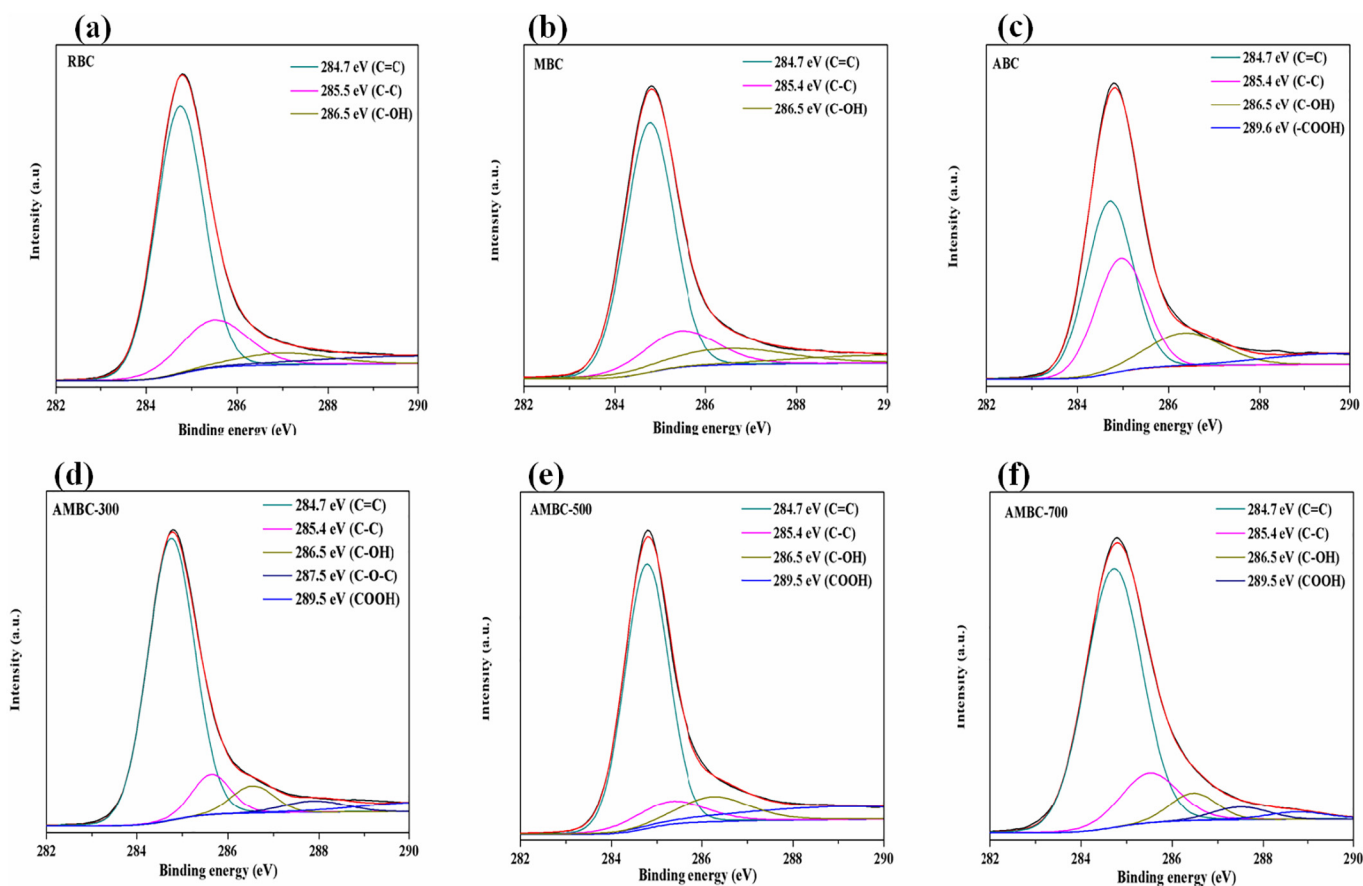 (a)
RBC
284.7 eV (C=C)
285.5 eV (C-C)
286.5 eV (C-OH)
Intensity (a.u)
282 284 286 288 290
Binding energy (eV)
(b)
MBC
284.7 eV (C=C)
285.4 eV (C-C)
286.5 eV (C-OH)
Intensity (a.u.)
282 284 286 288 29
Binding energy (eV)
(c)
ABC
284.7 eV (C=C)
285.4 eV (C-C)
286.5 eV (C-OH)
289.6 eV (-COOH)
Intensity (a.u.)
282 284 286 288 290
Binding energy (eV)
(d)
AMBC-300
284.7 eV (C=C)
285.4 eV (C-C)
286.5 eV (C-OH)
287.5 eV (C-O-C)
289.5 eV (COOH)
Intensity (a.u.)
282 284 286 288 290
Binding energy (eV)
(e)
AMBC-500
284.7 eV (C=C)
285.4 eV (C-C)
286.5 eV (C-OH)
289.5 eV (COOH)
Intensity (a.u.)
282 284 286 288 290
Binding energy (eV)
(f)
AMBC-700
284.7 eV (C=C)
285.4 eV (C-C)
286.5 eV (C-OH)
289.5 eV (COOH)
Intensity (a.u.)
282 284 286 288 290
Binding energy (eV)